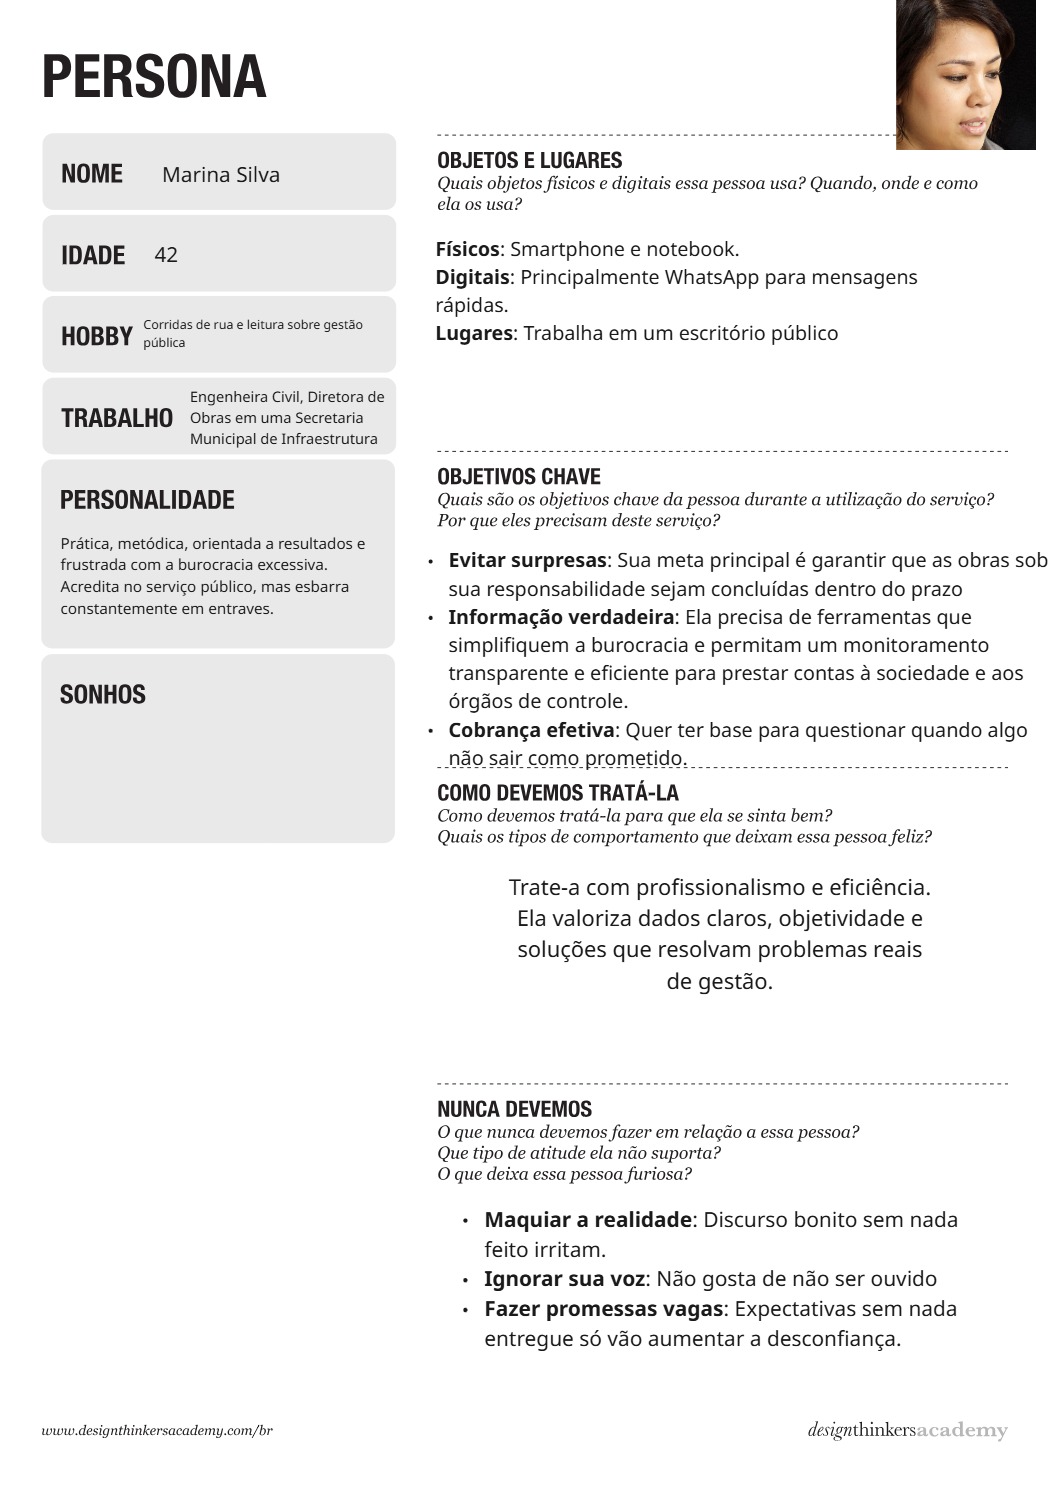 PERSONA
NOME Marina Silva
IDADE 42
HOBBY Corridas de rua e leitura sobre gestão
pública
TRABALHO Engenheira Civil, Diretora de
Obras em uma Secretaria
Municipal de Infraestrutura
PERSONALIDADE
Prática, metódica, orientada a resultados e
frustrada com a burocracia excessiva.
Acredita no serviço público, mas esbarra
constantemente em entraves.
SONHOS
OBJETOS E LUGARES
Quais objetos físicos e digitais essa pessoa usa? Quando, onde e como
ela os usa?
Físicos: Smartphone e notebook.
Digitais: Principalmente WhatsApp para mensagens
rápidas.
Lugares: Trabalha em um escritório público
OBJETIVOS CHAVE
Quais são os objetivos chave da pessoa durante a utilização do serviço?
Por que eles precisam deste serviço?
• Evitar surpresas: Sua meta principal é garantir que as obras sob
sua responsabilidade sejam concluídas dentro do prazo
• Informação verdadeira: Ela precisa de ferramentas que
simplifiquem a burocracia e permitam um monitoramento
transparente e eficiente para prestar contas à sociedade e aos
órgãos de controle.
• Cobrança efetiva: Quer ter base para questionar quando algo
não sair como prometido.
COMO DEVEMOS TRATÁ-LA
Como devemos tratá-la para que ela se sinta bem?
Quais os tipos de comportamento que deixam essa pessoa feliz?
Trate-a com profissionalismo e eficiência.
Ela valoriza dados claros, objetividade e
soluções que resolvam problemas reais
de gestão.
NUNCA DEVEMOS
O que nunca devemos fazer em relação a essa pessoa?
Que tipo de atitude ela não suporta?
O que deixa essa pessoa furiosa?
• Maquiar a realidade: Discurso bonito sem nada
feito irritam.
• Ignorar sua voz: Não gosta de não ser ouvido
• Fazer promessas vagas: Expectativas sem nada
entregue só vão aumentar a desconfiança.
www.designthinkersacademy.com/br
designthinkersacademy